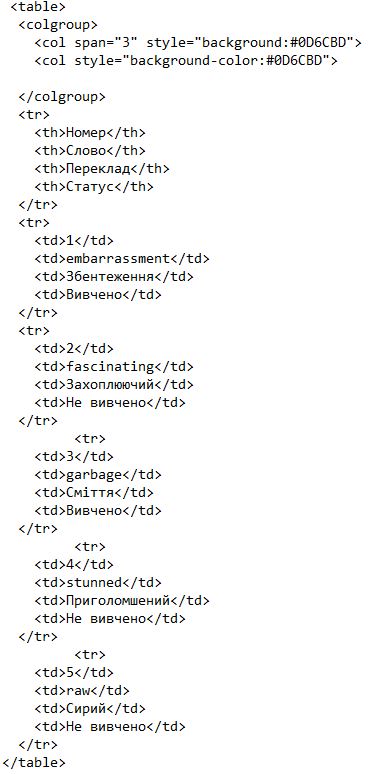 <table>
<colgroup>
<col span="3" style="background:#0D6CBD">
<col style="background-color:#0D6CBD">
</colgroup>
<tr>
<th>Номер</th>
<th>Слово</th>
<th>Переклад</th>
<th>Статус</th>
</tr>
<tr>
<td>1</td>
<td>embarrassment</td>
<td>Збентеження</td>
<td>Вивчено</td>
</tr>
<tr>
<td>2</td>
<td>fascinating</td>
<td>Захоплюючий</td>
<td>Не вивчено</td>
</tr>
<tr>
<td>3</td>
<td>garbage</td>
<td>Сміття</td>
<td>Вивчено</td>
</tr>
<tr>
<td>4</td>
<td>stunned</td>
<td>Приголомшений</td>
<td>Не вивчено</td>
</tr>
<tr>
<td>5</td>
<td>raw</td>
<td>Сирий</td>
<td>Не вивчено</td>
</tr>
</table>